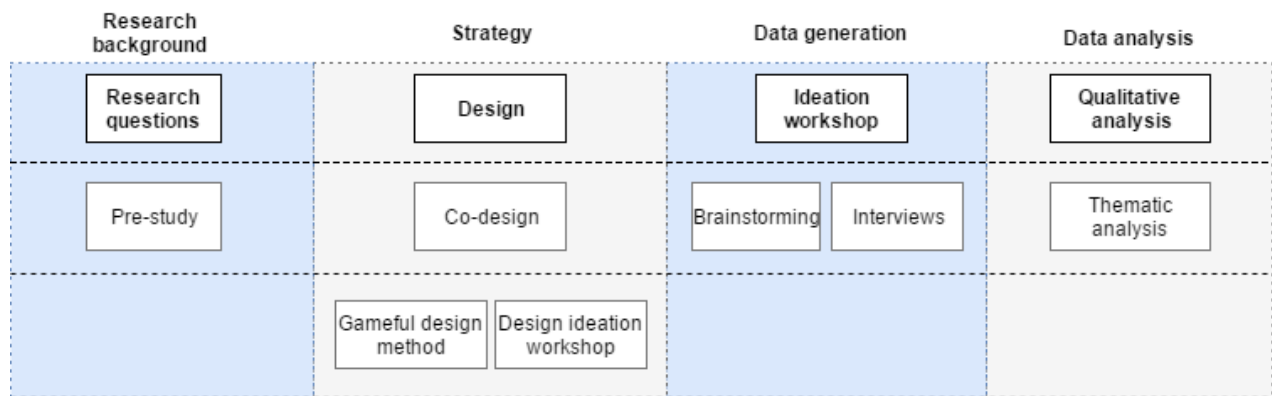 Research
background
Strategy
Data generation
Data analysis
Research
questions
Design
Ideation
workshop
Qualitative
analysis
Pre-study
Co-design
Brainstorming
Interviews
Thematic
analysis
Gameful design
method
Design ideation
workshop